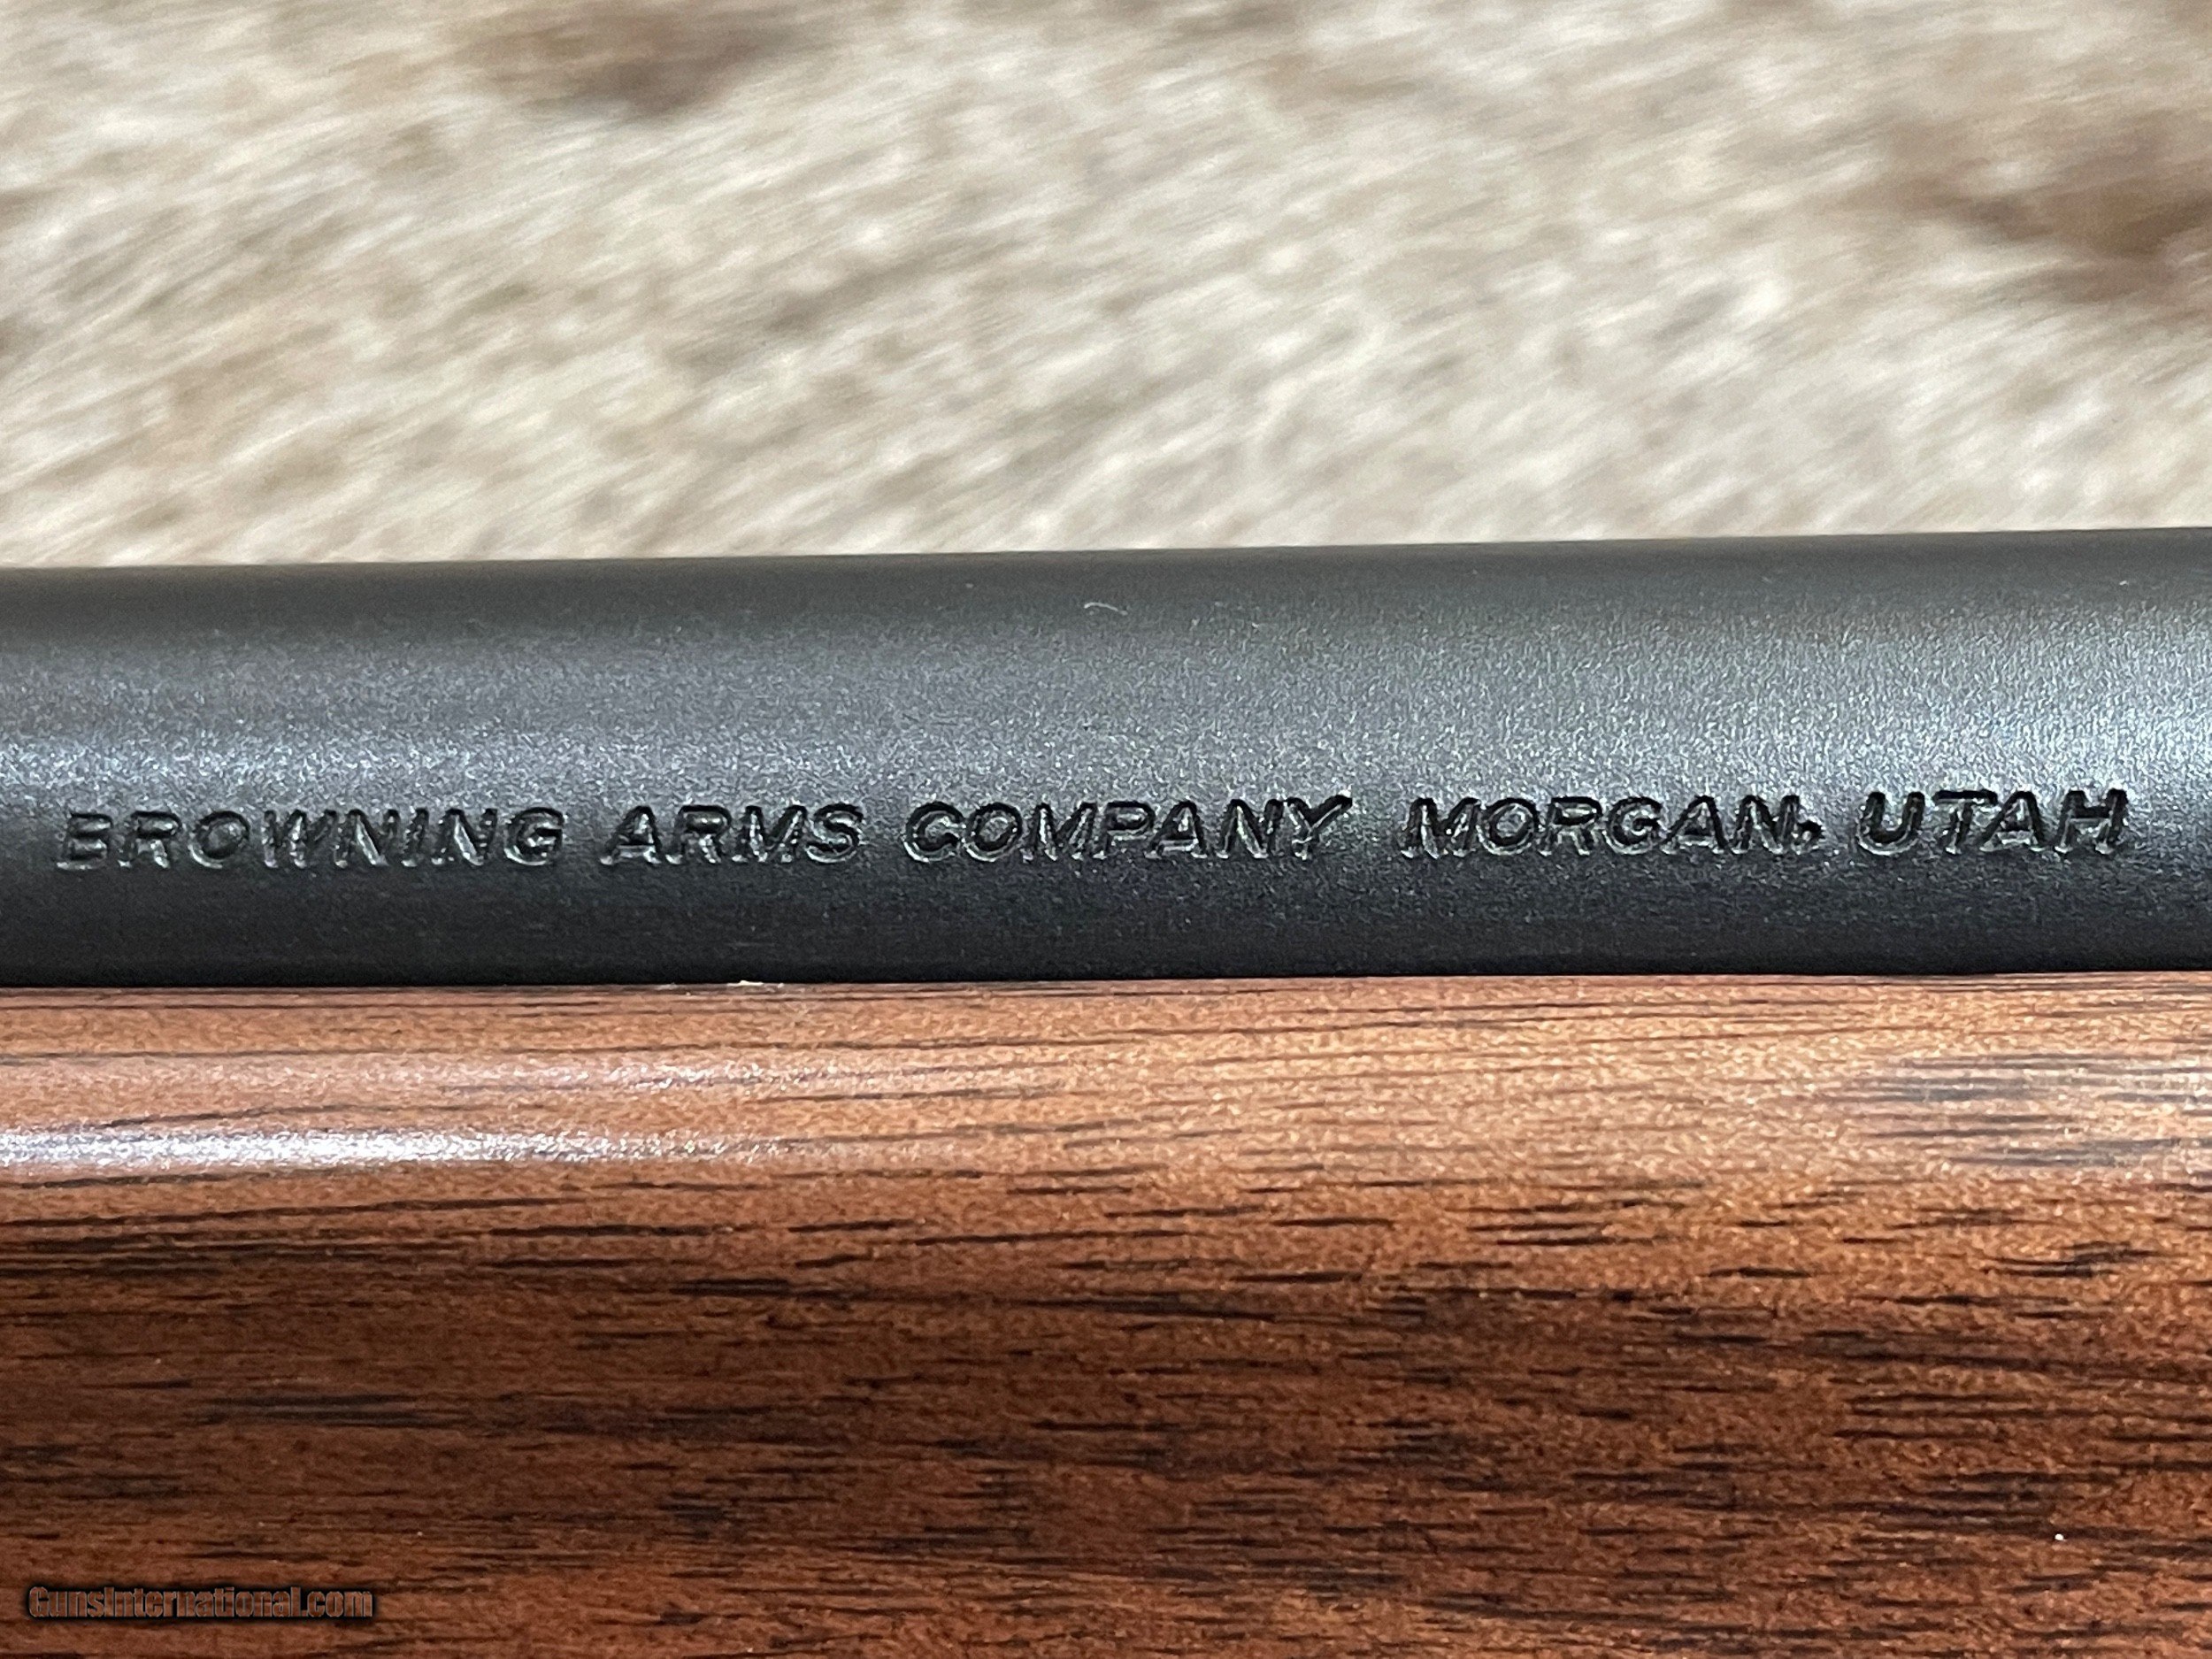 BROWNING ARMS COMPANY MORGAN, UTAH
GunsInternational.com